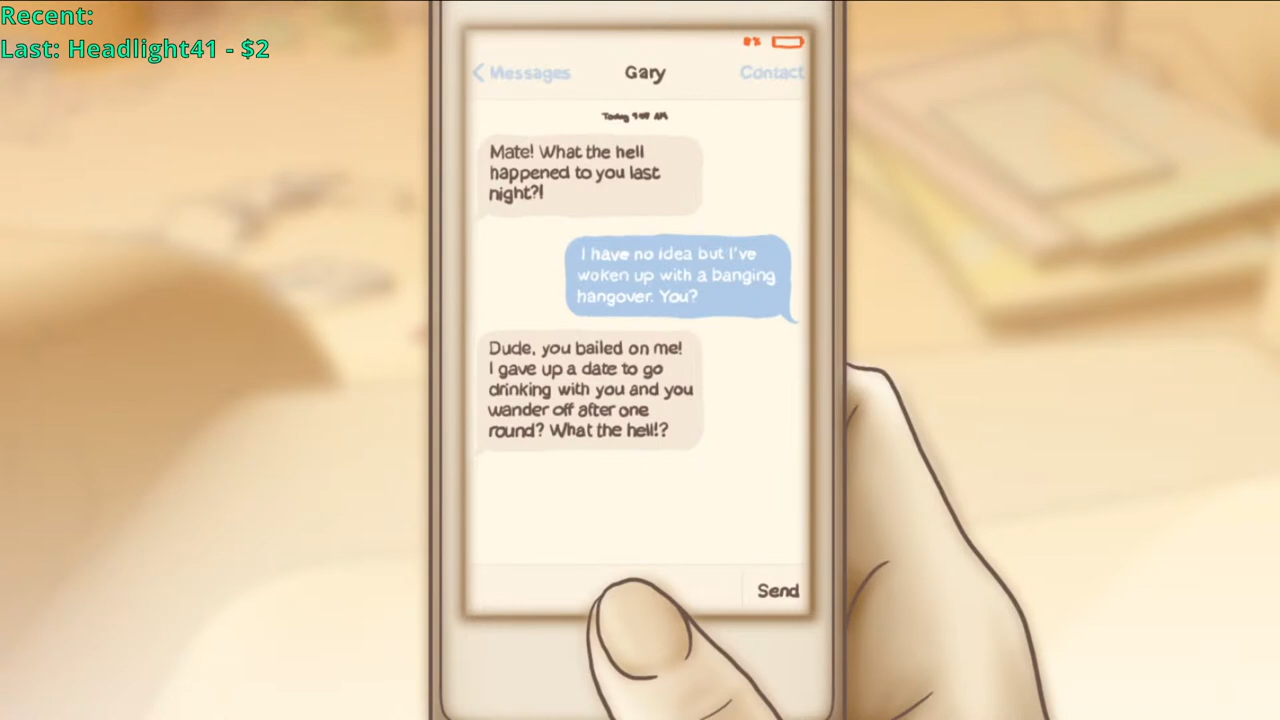 Recent:
Last: Headlight41 - $2
Messages
Gary
Contact
Today
AM
Mate! What the hell
happened to you last
night?!
I have no idea but I've
woken up with a banging
hangover. You?
Dude, you bailed on me!
I gave up a date to go
drinking with you and you
wander off after one
round? What the hell!?
Send